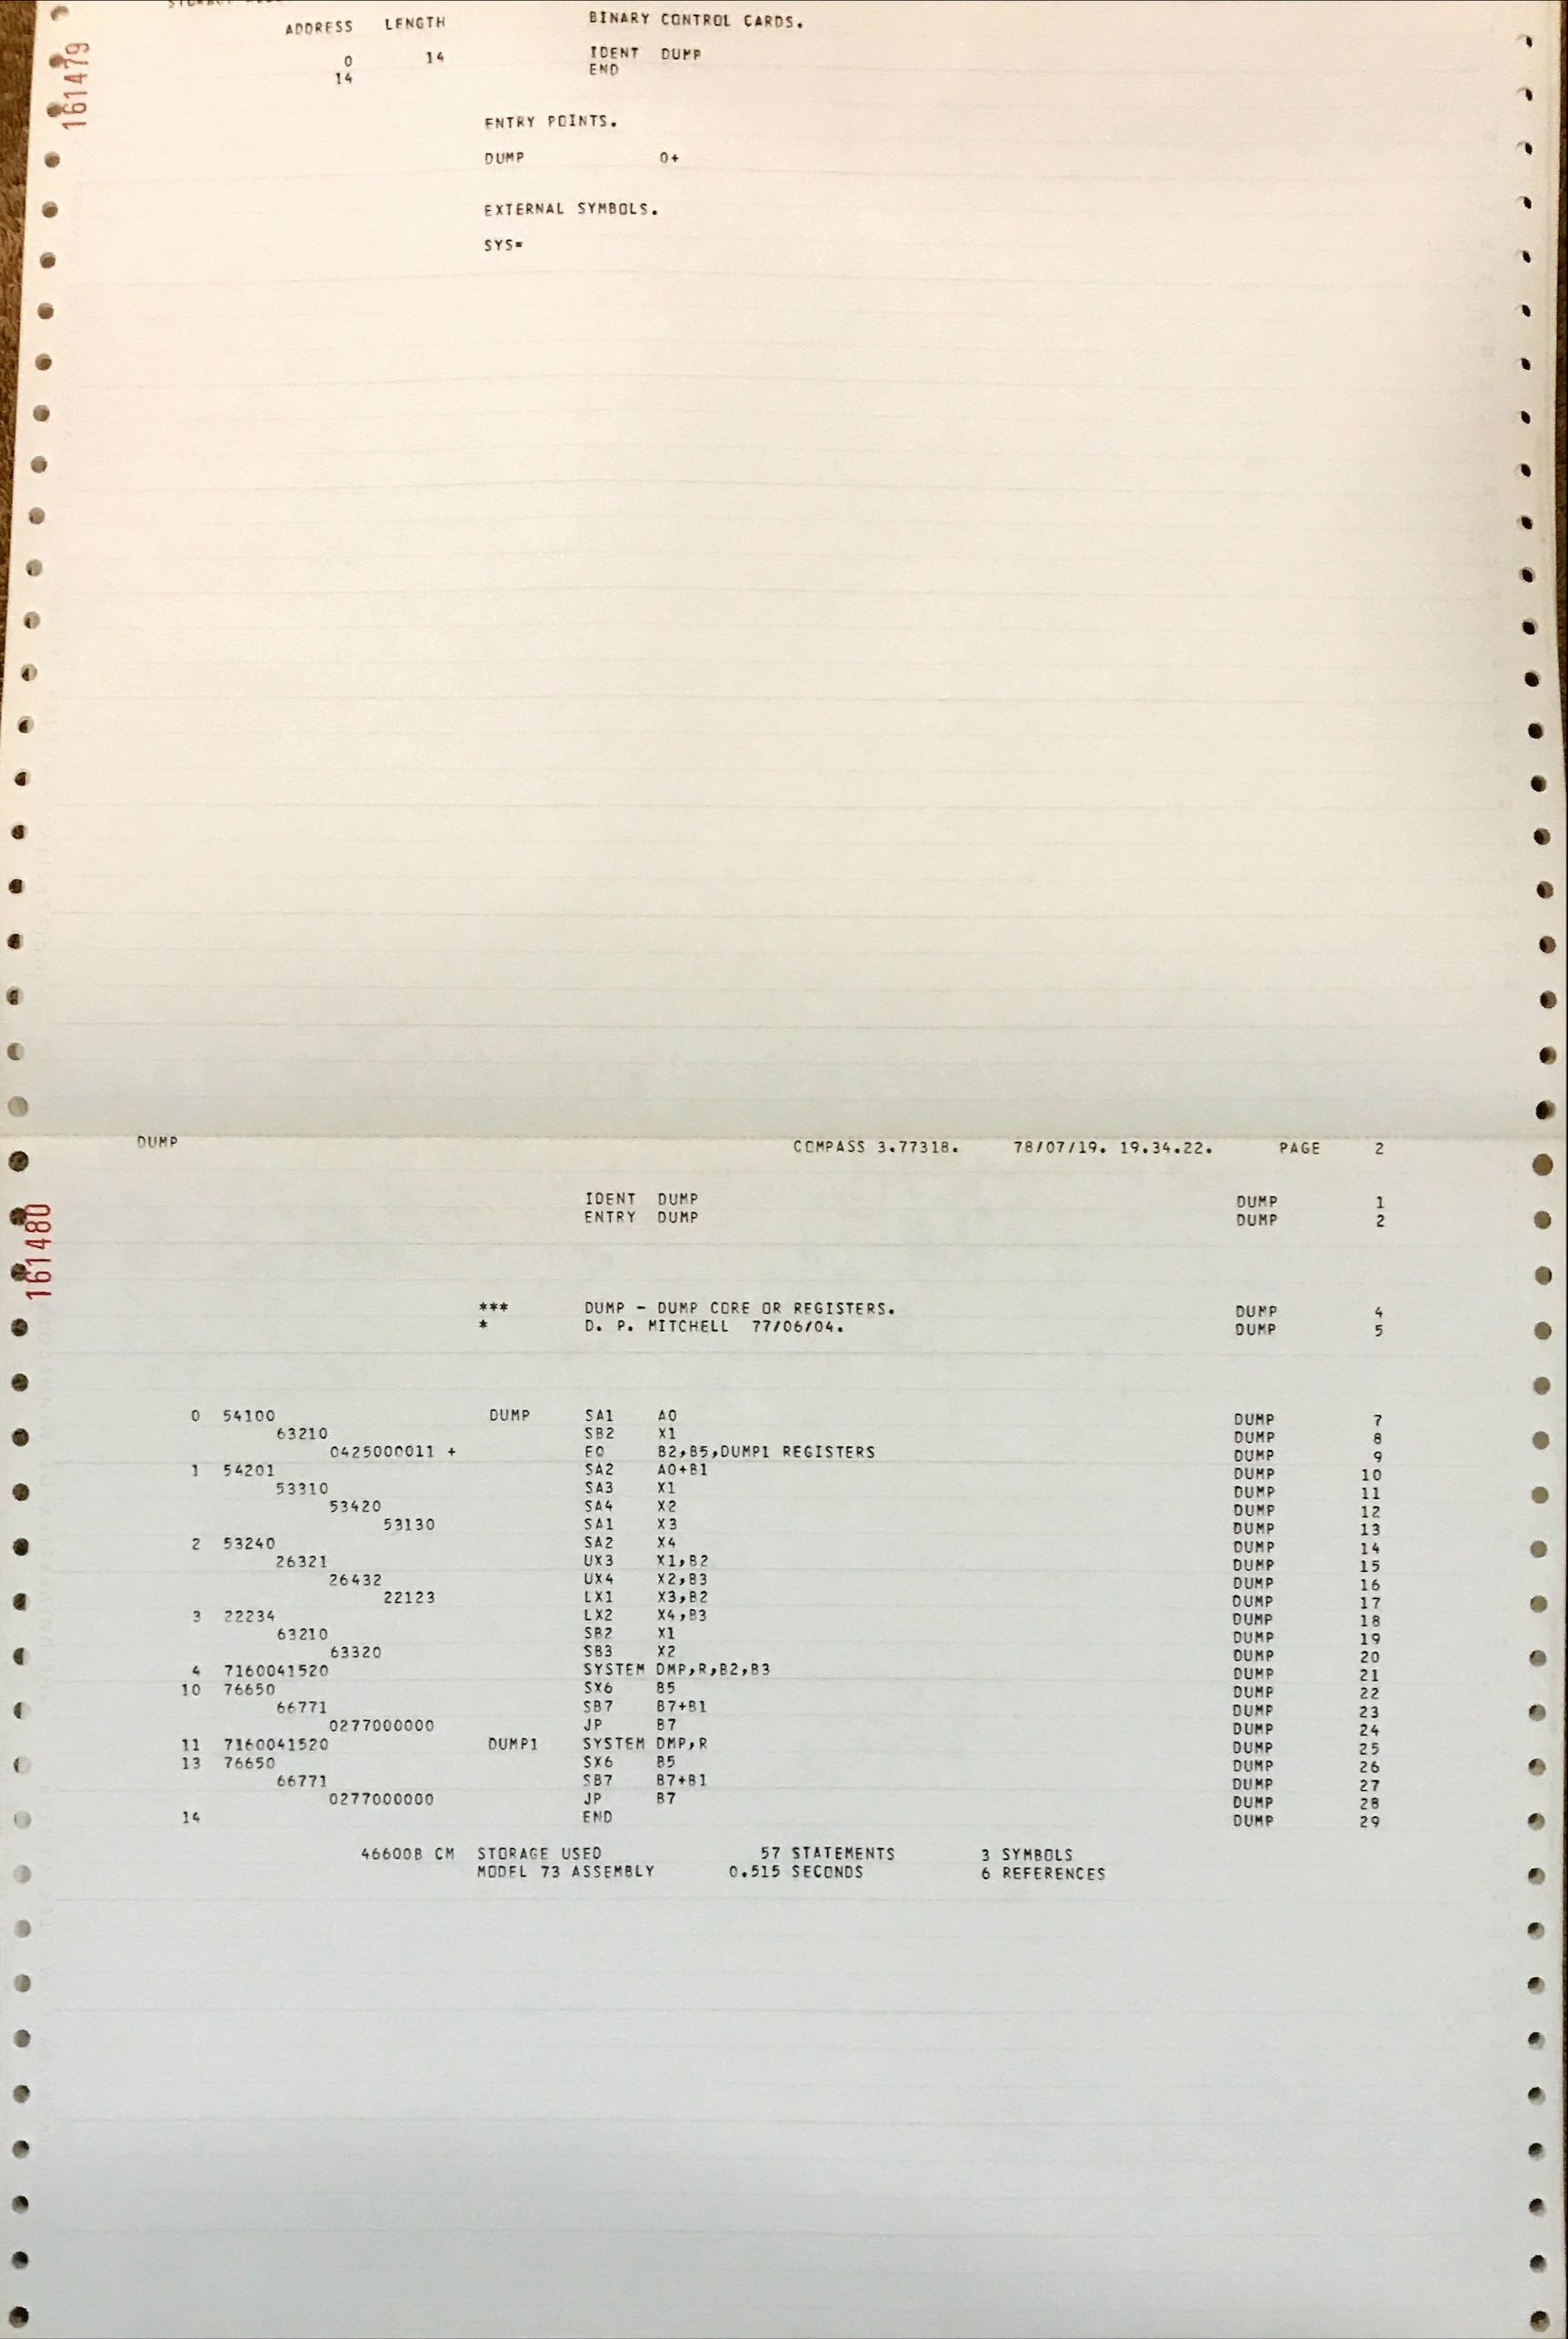 ADDRESS LENGTH BINARY CONTROL CARDS.
0 14 IDENT DUMP
14 END
161479
ENTRY POINTS.
DUMP 0+
EXTERNAL SYMBOLS.
SYS=
DUMP COMPASS 3.77318. 78/07/19. 19.34.22. PAGE 2
161480
IDENT DUMP DUMP 1
ENTRY DUMP DUMP 2
*** DUMP - DUMP CORE OR REGISTERS. DUMP 4
* D. P. MITCHELL 77/06/04. DUMP 5
0 54100 DUMP SA1 A0 DUMP 7
63210 SB2 X1 DUMP 8
0425000011 + EQ B2,B5,DUMP1 REGISTERS DUMP 9
1 54201 SA2 A0+B1 DUMP 10
53310 SA3 X1 DUMP 11
53420 SA4 X2 DUMP 12
53130 SA1 X3 DUMP 13
2 53240 SA2 X4 DUMP 14
26321 UX3 X1,B2 DUMP 15
26432 UX4 X2,B3 DUMP 16
22123 LX1 X3,B2 DUMP 17
3 22234 LX2 X4,B3 DUMP 18
63210 SB2 X1 DUMP 19
63320 SB3 X2 DUMP 20
4 7160041520 SYSTEM DMP,R,B2,B3 DUMP 21
10 76650 SX6 B5 DUMP 22
66771 SB7 B7+B1 DUMP 23
0277000000 JP B7 DUMP 24
11 7160041520 DUMP1 SYSTEM DMP,R DUMP 25
13 76650 SX6 B5 DUMP 26
66771 SB7 B7+B1 DUMP 27
0277000000 JP B7 DUMP 28
14 END DUMP 29
46600B CM STORAGE USED 57 STATEMENTS 3 SYMBOLS
MODEL 73 ASSEMBLY 0.515 SECONDS 6 REFERENCES